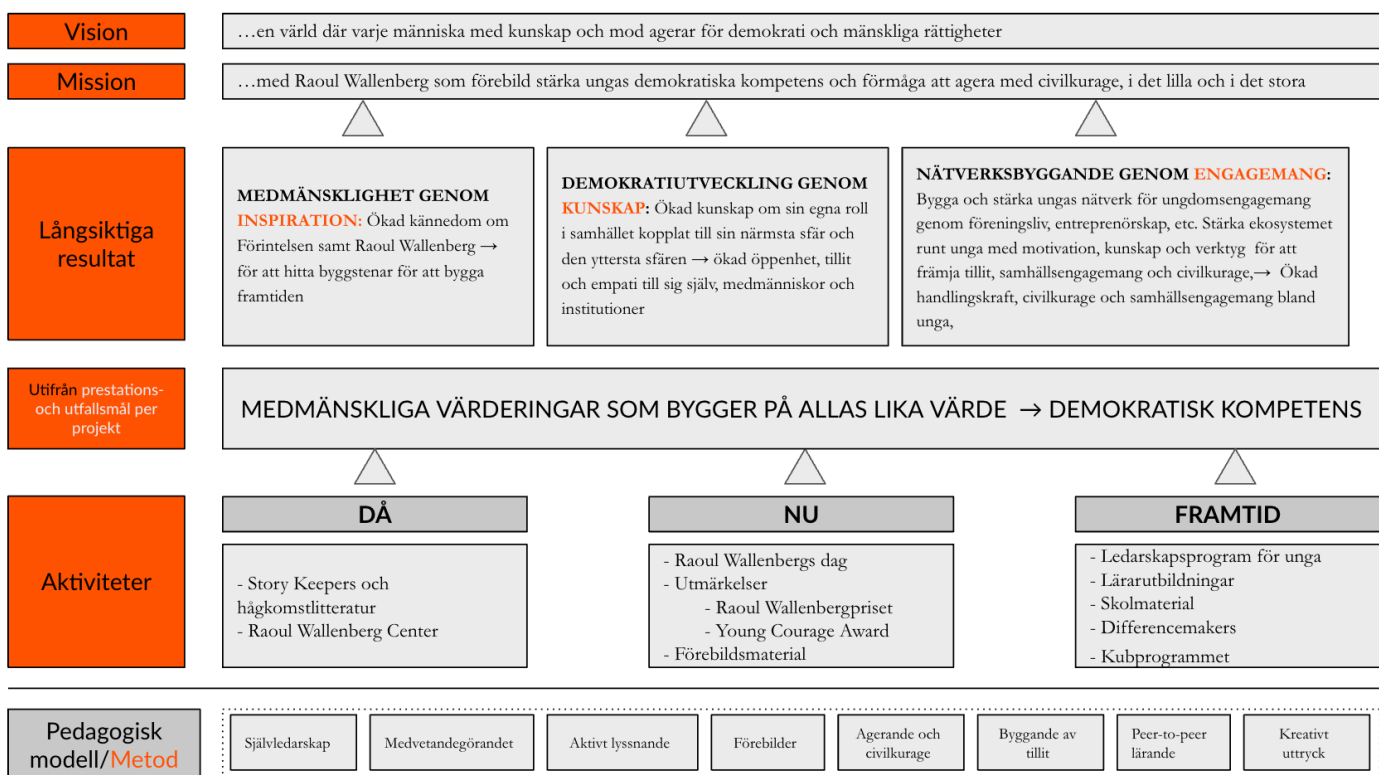 Vision
…en värld där varje människa med kunskap och mod agerar för demokrati och mänskliga rättigheter
Mission
…med Raoul Wallenberg som förebild stärka ungas demokratiska kompetens och förmåga att agera med civilkurage, i det lilla och i det stora
Långsiktiga
resultat
MEDMÄNSKLIGHET GENOM
INSPIRATION: Ökad kännedom om
Förintelsen samt Raoul Wallenberg →
för att hitta byggstenar för att bygga
framtiden
DEMOKRATIUTVECKLING GENOM
KUNSKAP: Ökad kunskap om sin egna roll
i samhället kopplat till sin närmsta sfär och
den yttersta sfären → ökad öppenhet, tillit
och empati till sig själv, medmänniskor och
institutioner
NÄTVERKSBYGGANDE GENOM ENGAGEMANG:
Bygga och stärka ungas nätverk för ungdomsengagemang
genom föreningsliv, entreprenörskap, etc. Stärka ekosystemet
runt unga med motivation, kunskap och verktyg för att
främja tillit, samhällsengagemang och civilkurage,→ Ökad
handlingskraft, civilkurage och samhällsengagemang bland
unga,
Utifrån prestations-
och utfallsmål per
projekt
MEDMÄNSKLIGA VÄRDERINGAR SOM BYGGER PÅ ALLAS LIKA VÄRDE → DEMOKRATISK KOMPETENS
Aktiviteter
DÅ
- Story Keepers och
hågkomstlitteratur
- Raoul Wallenberg Center
NU
- Raoul Wallenbergs dag
- Utmärkelser
- Raoul Wallenbergpriset
- Young Courage Award
- Förebildsmaterial
FRAMTID
- Ledarskapsprogram för unga
- Lärarutbildningar
- Skolmaterial
- Differencemakers
- Kubprogrammet
Pedagogisk
modell/Metod
Självledarskap
Medvetandegörandet
Aktivt lyssnande
Förebilder
Agerande och
civilkurage
Byggande av
tillit
Peer-to-peer
lärande
Kreativt
uttryck